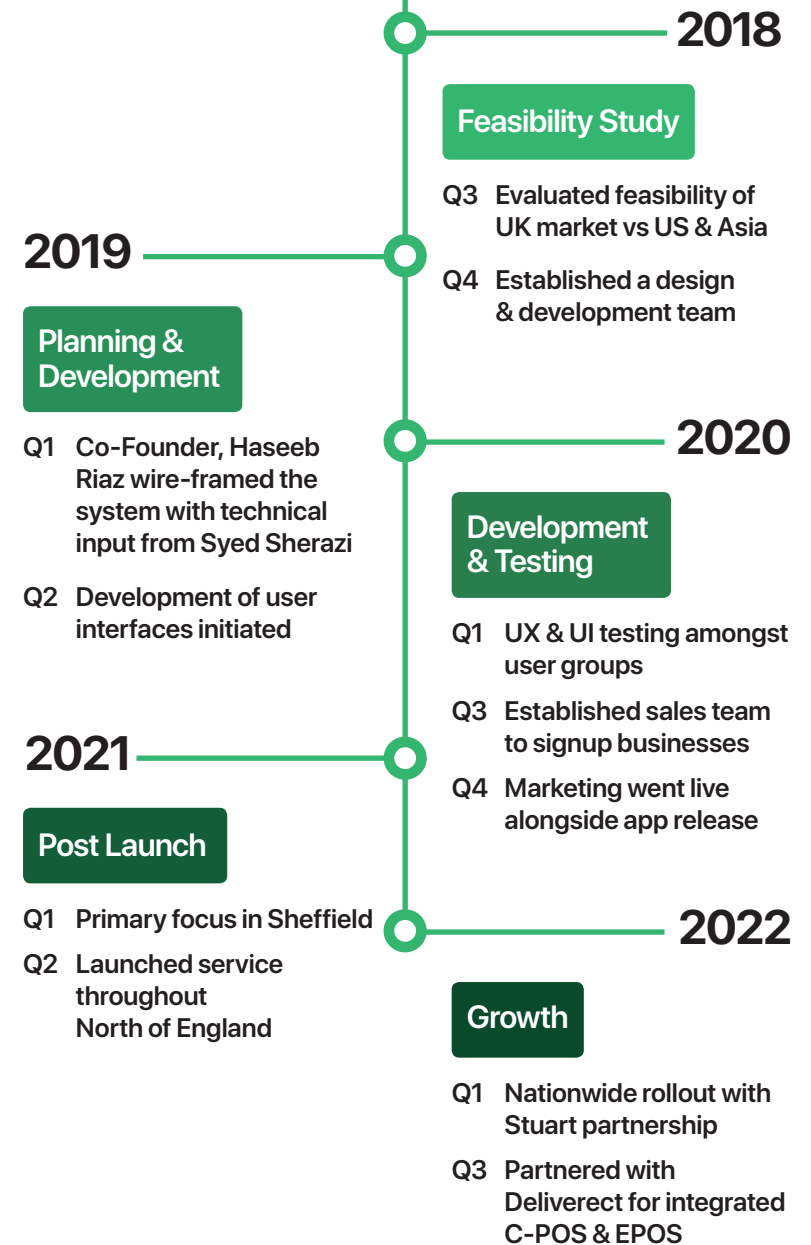 2018
Feasibility Study
Q3 Evaluated feasibility of
UK market vs US & Asia
Q4 Established a design
& development team
2019
Planning &
Development
Q1 Co-Founder, Haseeb
Riaz wire-framed the
system with technical
input from Syed Sherazi
Q2 Development of user
interfaces initiated
2020
Development
& Testing
Q1 UX & UI testing amongst
user groups
Q3 Established sales team
to signup businesses
Q4 Marketing went live
alongside app release
2021
Post Launch
Q1 Primary focus in Sheffield
Q2 Launched service
throughout
North of England
2022
Growth
Q1 Nationwide rollout with
Stuart partnership
Q3 Partnered with
Deliverect for integrated
C-POS & EPOS